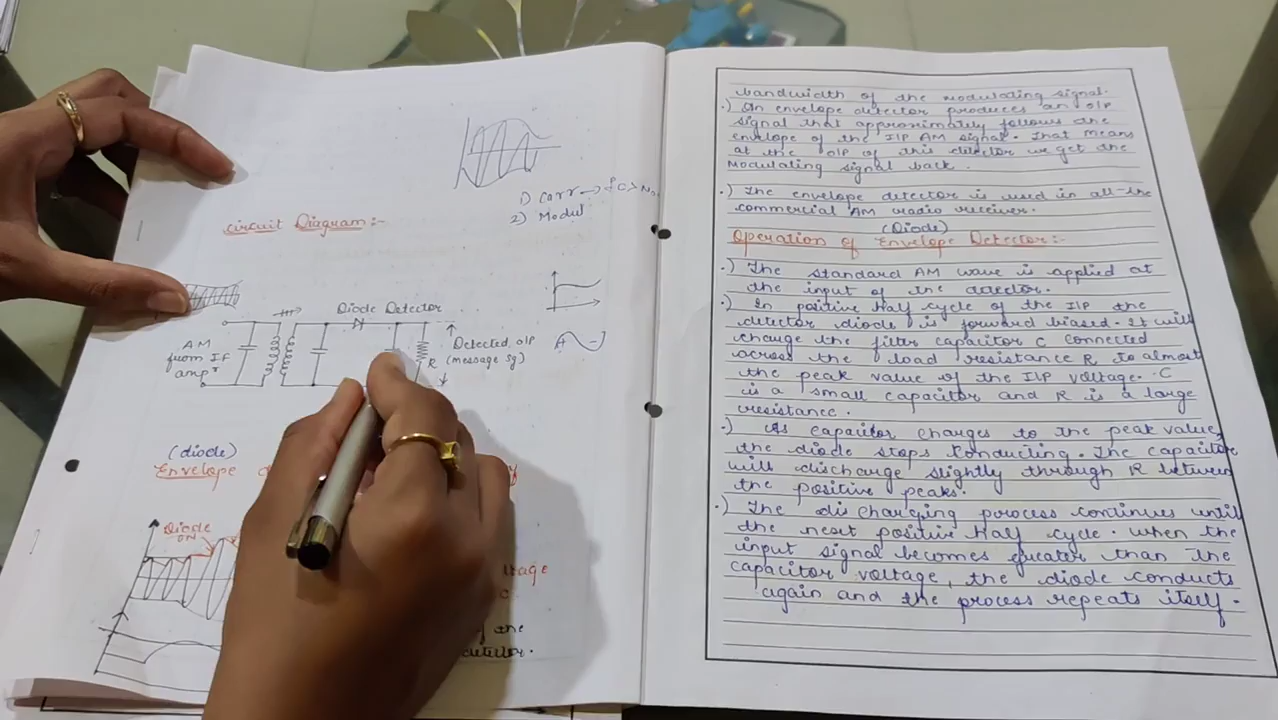 1) Carr → fc
2) Modul
Circuit Diagram:-
Diode Detector
AM
from IF
ampr
Detected o/p
R (message sg)
(diode)
Envelope
Diode
ON
the
detector.
bandwidth of the modulating signal.
.) An envelope detector produces an o/p
signal that approximately follows the
envelope of the I/P AM signal. That means
at the o/p of this detector we get the
Modulating signal back.
.) The envelope detector is used in all the
commercial AM radio receiver.
(Diode)
Operation of Envelope Detector:-
.) The standard AM wave is applied at
the input of the detector.
.) In positive half cycle of the I/P the
detector diode is forward biased. It will
charge the filter capacitor C connected
across the load resistance R to almost
the peak value of the I/P voltage. C
is a small capacitor and R is a large
resistance.
.) As capacitor charges to the peak value,
the diode stops conducting. The capacitor
will discharge slightly through R between
the positive peaks.
.) The discharging process continues until
the next positive half cycle. When the
input signal becomes greater than the
capacitor voltage, the diode conducts
again and the process repeats itself.